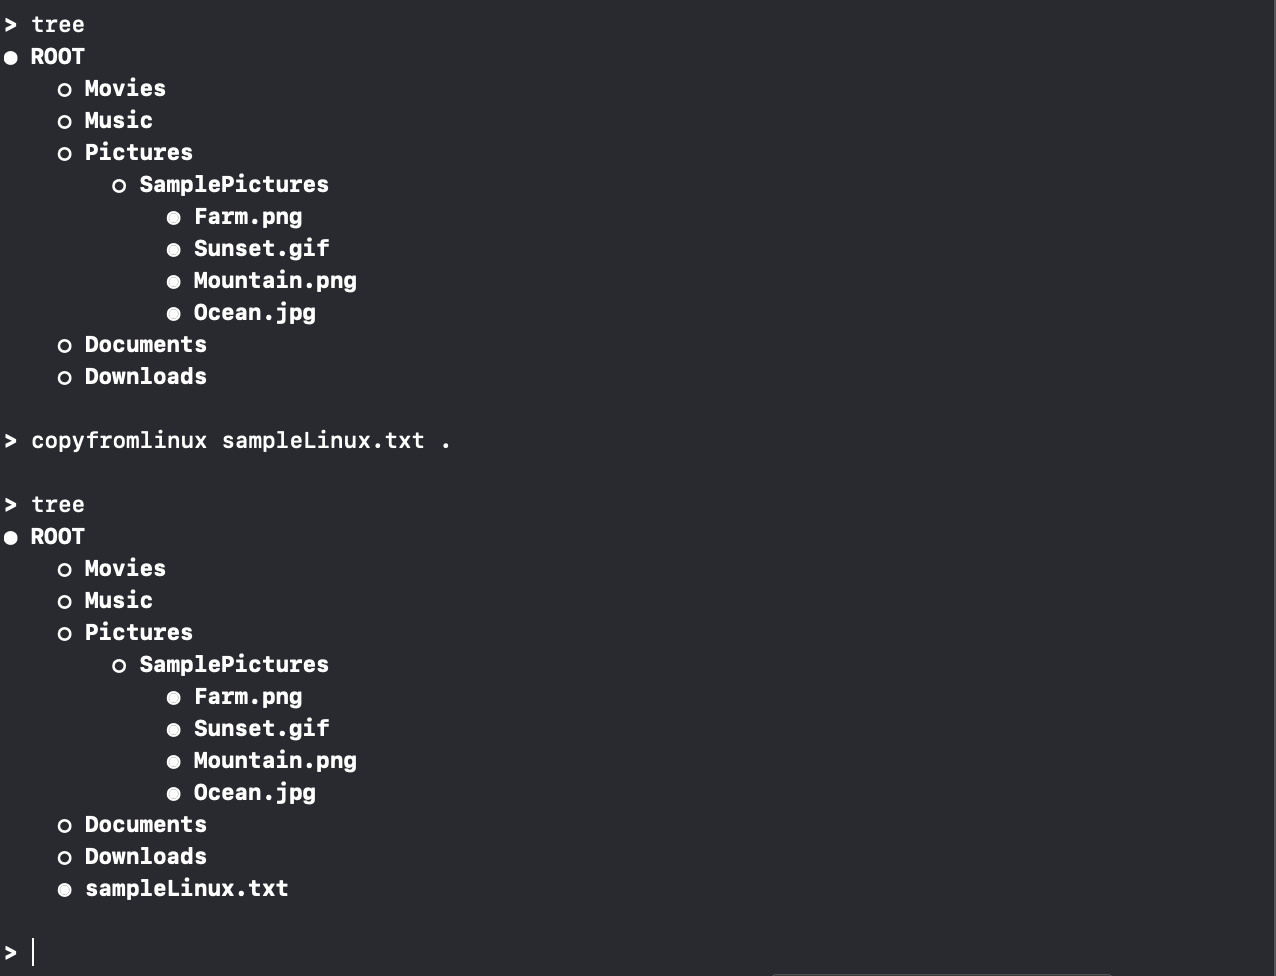 > tree
● ROOT
    ○ Movies
    ○ Music
    ○ Pictures
        ○ SamplePictures
            ◉ Farm.png
            ◉ Sunset.gif
            ◉ Mountain.png
            ◉ Ocean.jpg
    ○ Documents
    ○ Downloads
> copyfromlinux sampleLinux.txt .
> tree
● ROOT
    ○ Movies
    ○ Music
    ○ Pictures
        ○ SamplePictures
            ◉ Farm.png
            ◉ Sunset.gif
            ◉ Mountain.png
            ◉ Ocean.jpg
    ○ Documents
    ○ Downloads
    ◉ sampleLinux.txt
>